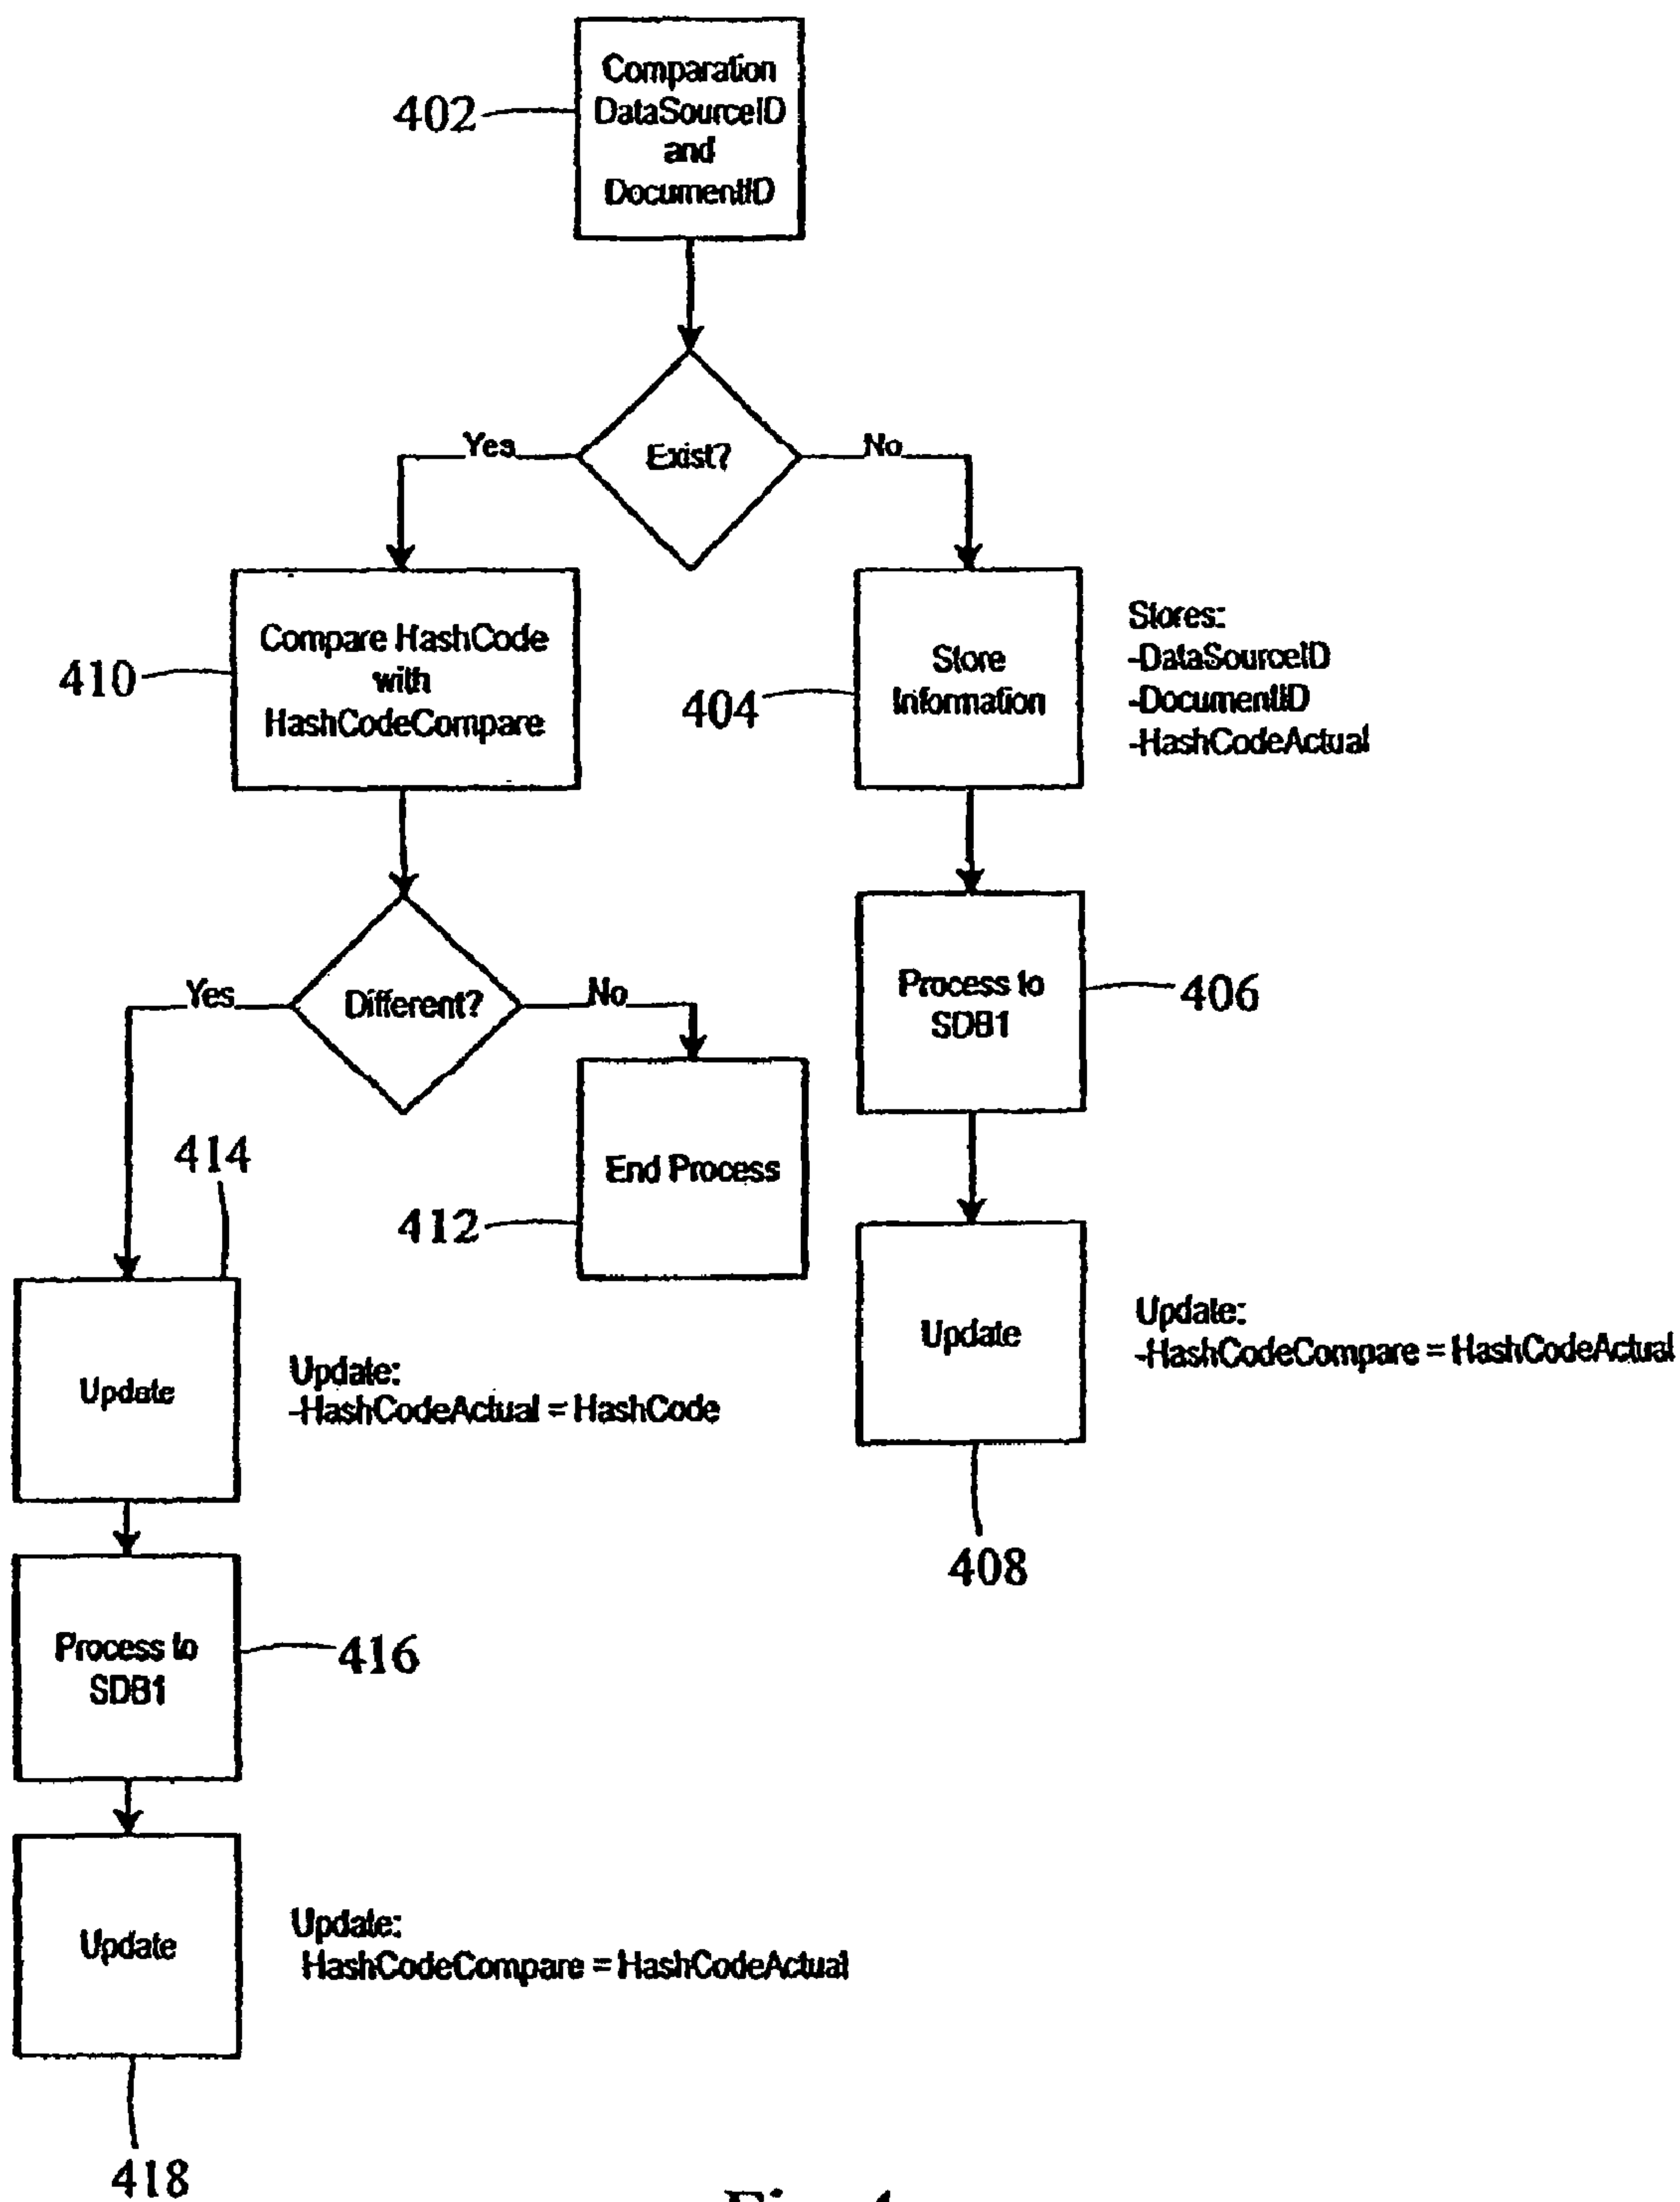 Comparation
DataSourceID
and
DocumentID
402
Exist?
Yes
No
Compare HashCode
with
HashCodeCompare
410
Store
Information
404
Stores:
-DataSourceID
-DocumentID
-HashCodeActual
Different?
Yes
No
Process to
SDB1
406
414
End Process
412
Update
Update:
-HashCodeActual = HashCode
Update
Update:
-HashCodeCompare = HashCodeActual
408
Process to
SDB1
416
Update
Update:
HashCodeCompare = HashCodeActual
418